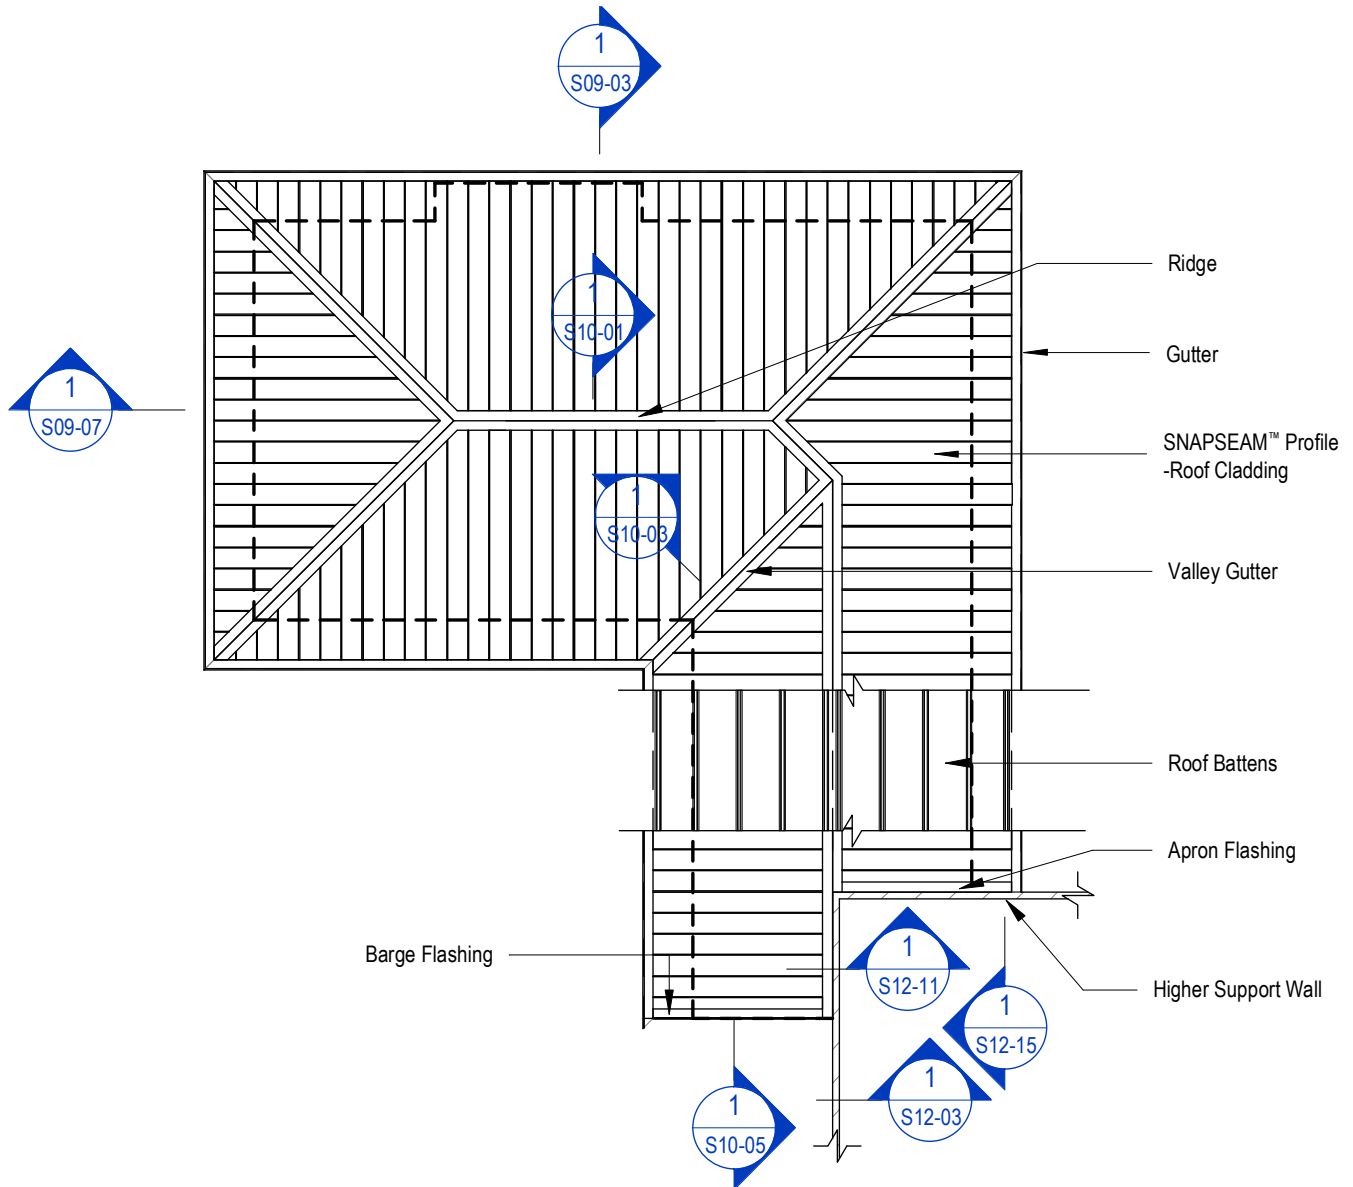 1
S09-03
Ridge
1
S10-01
Gutter
1
S09-07
SNAPSEAM™ Profile
-Roof Cladding
1
S10-03
Valley Gutter
Roof Battens
Apron Flashing
Barge Flashing
1
S12-11
Higher Support Wall
1
S12-15
1
S12-03
1
S10-05